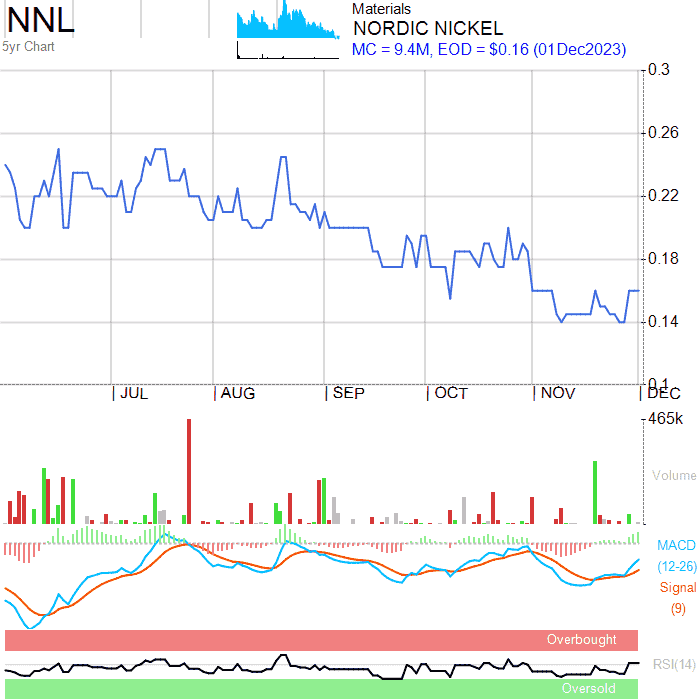 NNL
5yr Chart
Materials
NORDIC NICKEL
MC = 9.4M, EOD = $0.16 (01Dec2023)
0.3
0.26
0.22
0.18
0.14
0.1
JUL AUG SEP OCT NOV DEC
465k
Volume
MACD
(12-26)
Signal
(9)
Overbought
RSI(14)
Oversold